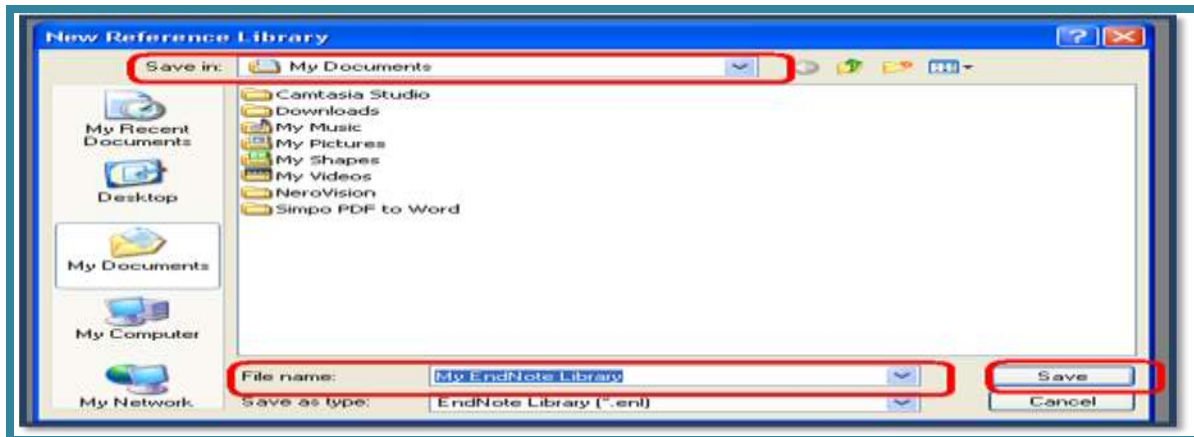 New Reference Library
Save in: My Documents
My Recent
Documents
Desktop
My Documents
My Computer
My Network
Camtasia Studio
Downloads
My Music
My Pictures
My Shapes
My Videos
NeroVision
Simpo PDF to Word
File name: My EndNote Library Save
Save as type: EndNote Library (*.enl) Cancel